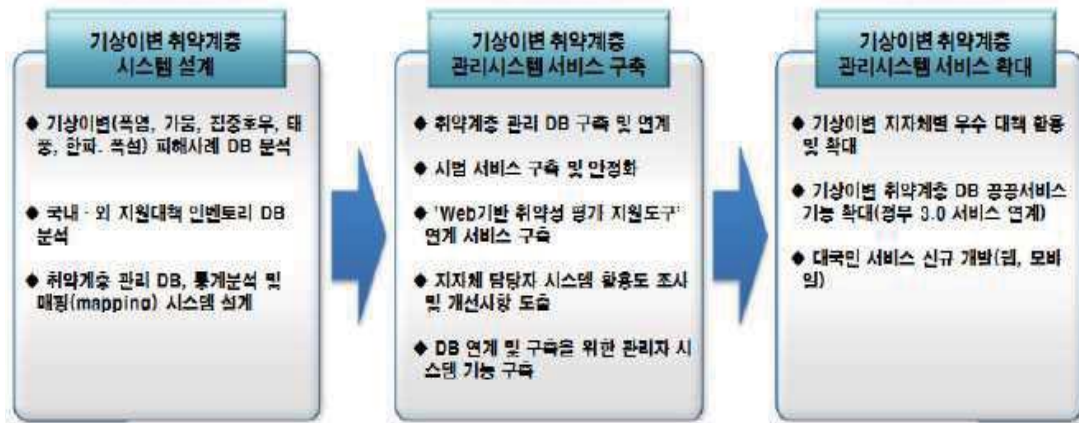 기상이변 취약계층
시스템 설계
◆ 기상이변(폭염, 가뭄, 집중호우, 태
풍, 한파. 폭설) 피해사례 DB 분석
◆ 국내 · 외 지원대책 인벤토리 DB
분석
◆ 취약계층 관리 DB, 통계분석 및
매핑(mapping) 시스템 설계
기상이변 취약계층
관리시스템 서비스 구축
◆ 취약계층 관리 DB 구축 및 연계
◆ 시범 서비스 구축 및 안정화
◆ 'Web기반 취약성 평가 지원도구'
연계 서비스 구축
◆ 지자체 담당자 시스템 활용도 조사
및 개선사항 도출
◆ DB 연계 및 구축을 위한 관리자 시
스템 기능 구축
기상이변 취약계층
관리시스템 서비스 확대
◆ 기상이변 지자체별 우수 대책 활용
및 확대
◆ 기상이변 취약계층 DB 공공서비스
기능 확대(정부 3.0 서비스 연계)
◆ 대국민 서비스 신규 개발(웹, 모바
일)